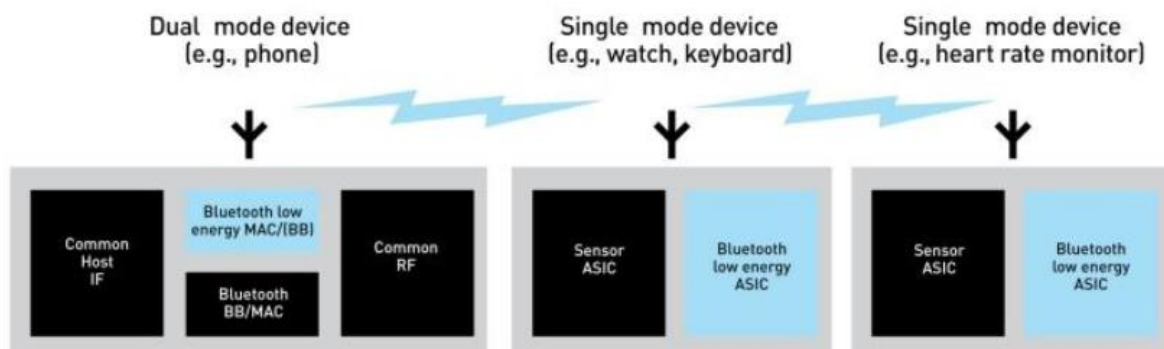 Dual mode device
(e.g., phone)
Single mode device
(e.g., watch, keyboard)
Single mode device
(e.g., heart rate monitor)
Common
Host
IF
Bluetooth low
energy MAC/(BB)
Bluetooth
BB/MAC
Common
RF
Sensor
ASIC
Bluetooth
low energy
ASIC
Sensor
ASIC
Bluetooth
low energy
ASIC